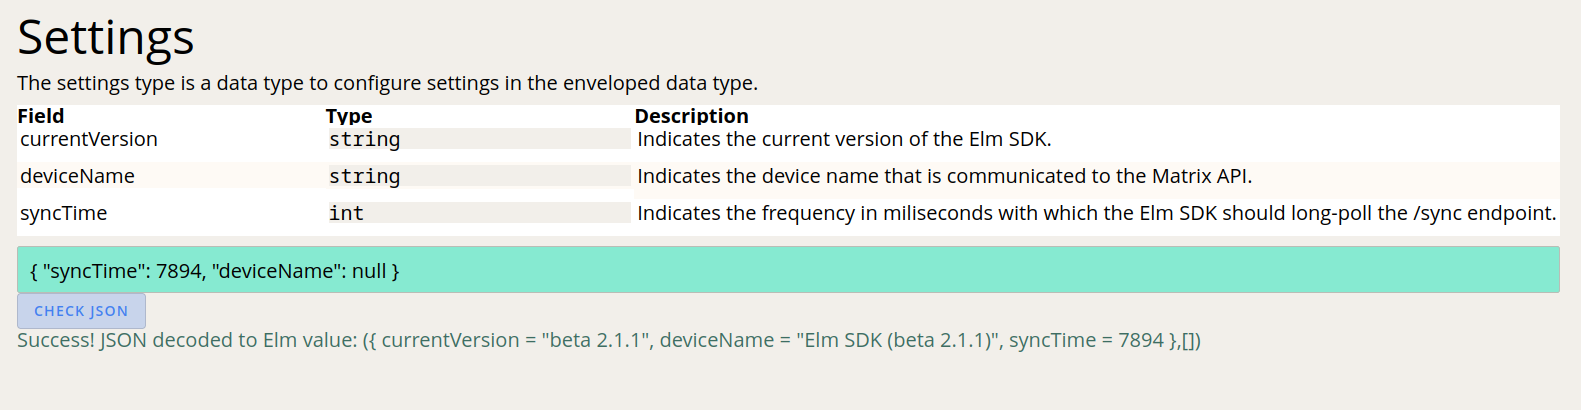 Settings
The settings type is a data type to configure settings in the enveloped data type.
Field Type Description
currentVersion string Indicates the current version of the Elm SDK.
deviceName string Indicates the device name that is communicated to the Matrix API.
syncTime int Indicates the frequency in miliseconds with which the Elm SDK should long-poll the /sync endpoint.
{ "syncTime": 7894, "deviceName": null }
CHECK JSON
Success! JSON decoded to Elm value: ({ currentVersion = "beta 2.1.1", deviceName = "Elm SDK (beta 2.1.1)", syncTime = 7894 },[])